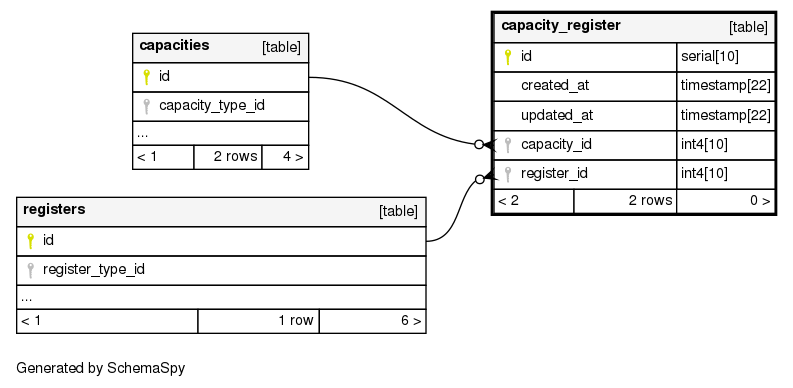 capacities [table]
id
capacity_type_id
...
< 1 2 rows 4 >
capacity_register [table]
id serial[10]
created_at timestamp[22]
updated_at timestamp[22]
capacity_id int4[10]
register_id int4[10]
< 2 2 rows 0 >
registers [table]
id
register_type_id
...
< 1 1 row 6 >
Generated by SchemaSpy